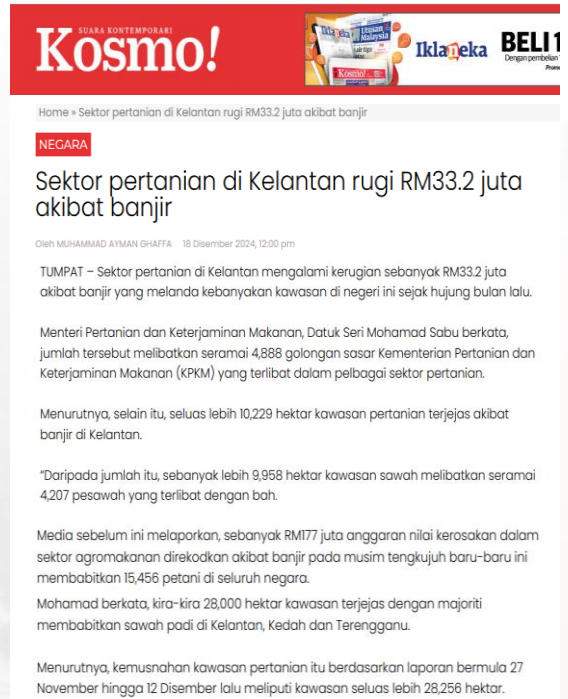 SUARA KONTEMPORARI
Kosmo!
Utusan
Malaysia
Kosmo!
Iklaneka
BELI 1
Dengan pembelian
Home » Sektor pertanian di Kelantan rugi RM33.2 juta akibat banjir
NEGARA
Sektor pertanian di Kelantan rugi RM33.2 juta
akibat banjir
Oleh MUHAMMAD AYMAN GHAFFA 18 Disember 2024, 12:00 pm
TUMPAT – Sektor pertanian di Kelantan mengalami kerugian sebanyak RM33.2 juta
akibat banjir yang melanda kebanyakan kawasan di negeri ini sejak hujung bulan lalu.
Menteri Pertanian dan Keterjaminan Makanan, Datuk Seri Mohamad Sabu berkata,
jumlah tersebut melibatkan seramai 4,888 golongan sasar Kementerian Pertanian dan
Keterjaminan Makanan (KPKM) yang terlibat dalam pelbagai sektor pertanian.
Menurutnya, selain itu, seluas lebih 10,229 hektar kawasan pertanian terjejas akibat
banjir di Kelantan.
“Daripada jumlah itu, sebanyak lebih 9,958 hektar kawasan sawah melibatkan seramai
4,207 pesawah yang terlibat dengan bah.
Media sebelum ini melaporkan, sebanyak RM177 juta anggaran nilai kerosakan dalam
sektor agromakanan direkodkan akibat banjir pada musim tengkujuh baru-baru ini
membabitkan 15,456 petani di seluruh negara.
Mohamad berkata, kira-kira 28,000 hektar kawasan terjejas dengan majoriti
membabitkan sawah padi di Kelantan, Kedah dan Terengganu.
Menurutnya, kemusnahan kawasan pertanian itu berdasarkan laporan bermula 27
November hingga 12 Disember lalu meliputi kawasan seluas lebih 28,256 hektar.